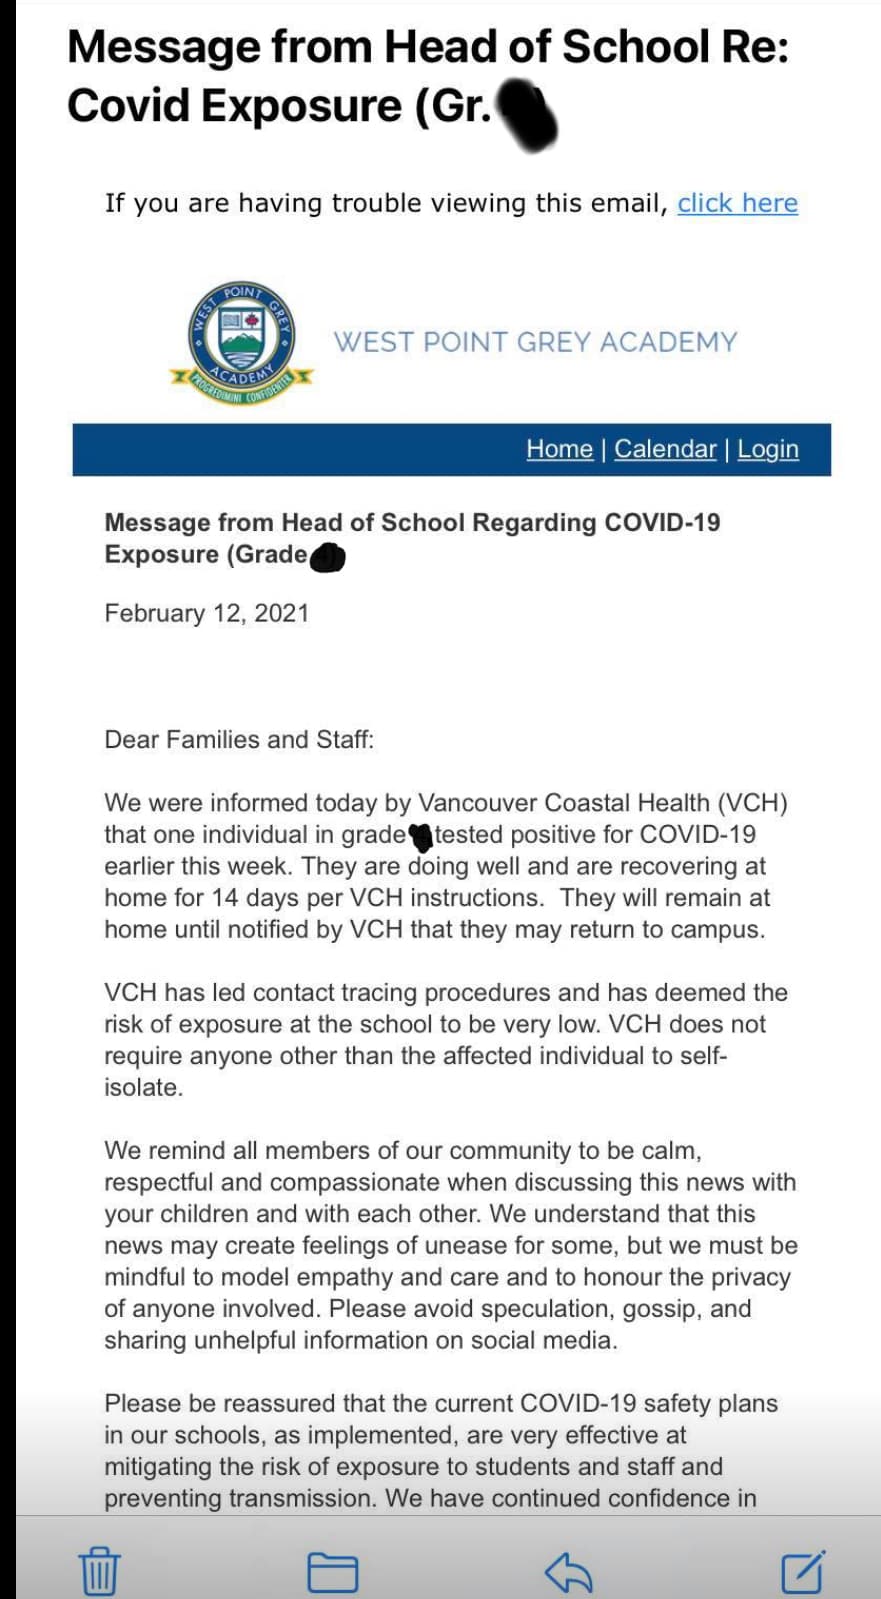 Message from Head of School Re:
Covid Exposure (Gr.
If you are having trouble viewing this email, click here
WEST POINT GREY
ACADEMY
PROGREDIMINI CONFIDENTER
WEST POINT GREY ACADEMY
Home | Calendar | Login
Message from Head of School Regarding COVID-19
Exposure (Grade
February 12, 2021
Dear Families and Staff:
We were informed today by Vancouver Coastal Health (VCH)
that one individual in grade tested positive for COVID-19
earlier this week. They are doing well and are recovering at
home for 14 days per VCH instructions.  They will remain at
home until notified by VCH that they may return to campus.
VCH has led contact tracing procedures and has deemed the
risk of exposure at the school to be very low. VCH does not
require anyone other than the affected individual to self-
isolate.
We remind all members of our community to be calm,
respectful and compassionate when discussing this news with
your children and with each other. We understand that this
news may create feelings of unease for some, but we must be
mindful to model empathy and care and to honour the privacy
of anyone involved. Please avoid speculation, gossip, and
sharing unhelpful information on social media.
Please be reassured that the current COVID-19 safety plans
in our schools, as implemented, are very effective at
mitigating the risk of exposure to students and staff and
preventing transmission. We have continued confidence in